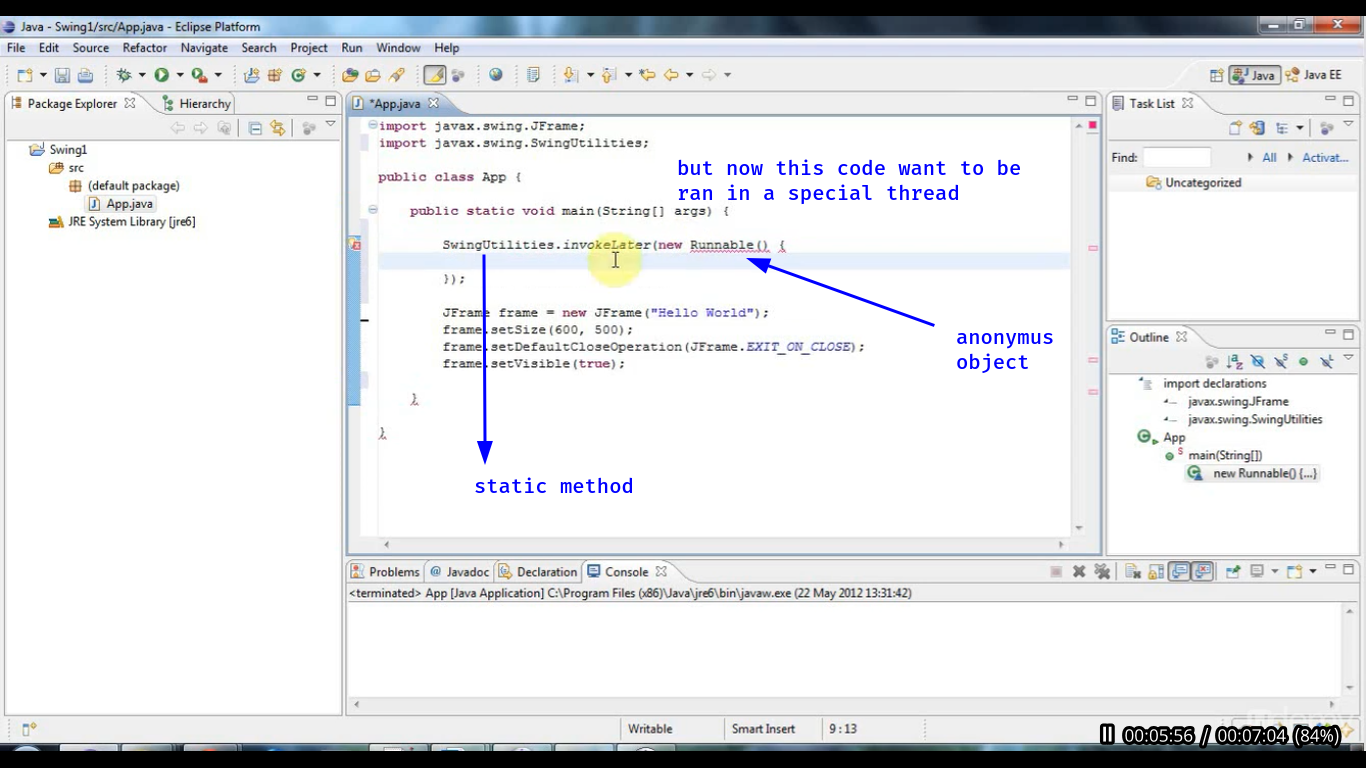 Java - Swing1/src/App.java - Eclipse Platform
File Edit Source Refactor Navigate Search Project Run Window Help
Java Java EE
Package Explorer Hierarchy
Swing1
src
(default package)
App.java
JRE System Library [jre6]
*App.java
import javax.swing.JFrame;
import javax.swing.SwingUtilities;
public class App {
public static void main(String[] args) {
SwingUtilities.invokeLater(new Runnable() {
});
JFrame frame = new JFrame("Hello World");
frame.setSize(600, 500);
frame.setDefaultCloseOperation(JFrame.EXIT_ON_CLOSE);
frame.setVisible(true);
}
}
but now this code want to be
ran in a special thread
anonymus
object
static method
Task List
Find: All Activat...
Uncategorized
Outline
import declarations
javax.swing.JFrame
javax.swing.SwingUtilities
App
main(String[])
new Runnable() {...}
Problems Javadoc Declaration Console
<terminated> App [Java Application] C:\Program Files (x86)\Java\jre6\bin\javaw.exe (22 May 2012 13:31:42)
Writable Smart Insert 9 : 13
00:05:56 / 00:07:04 (84%)